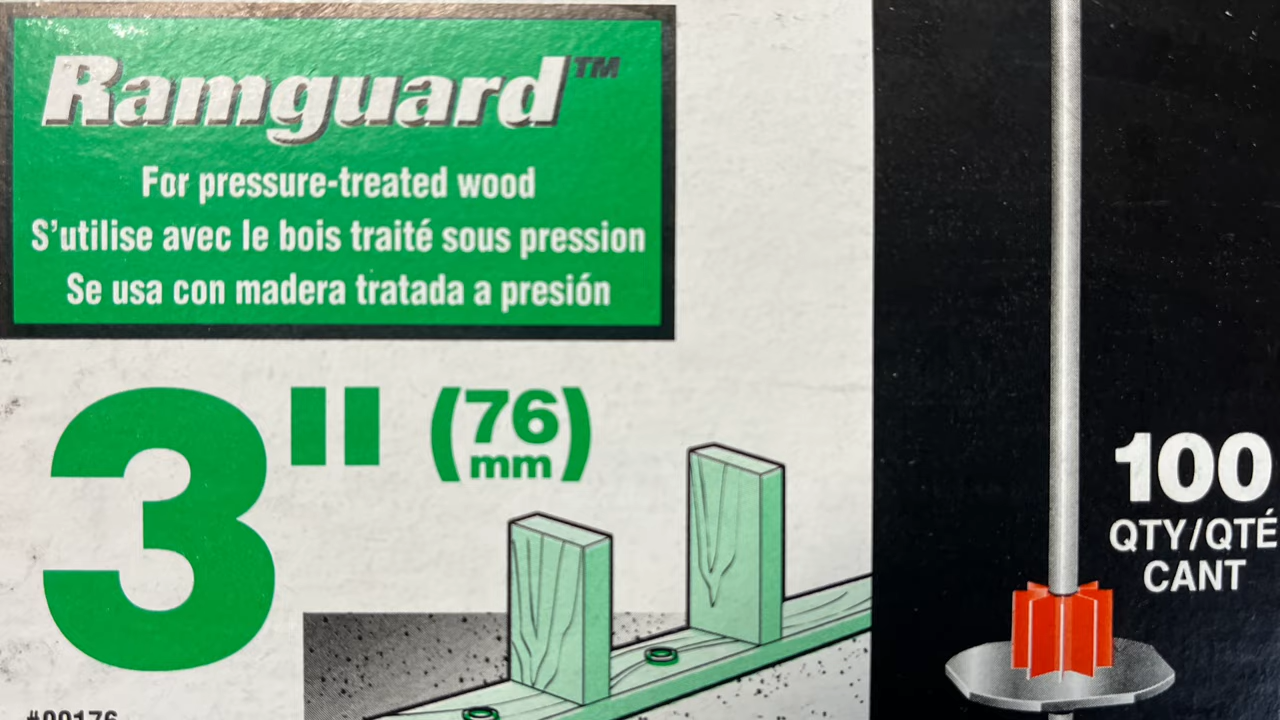 Ramguard™
For pressure-treated wood
S'utilise avec le bois traité sous pression
Se usa con madera tratada a presión
3" (76 mm)
100
QTY/QTÉ
CANT